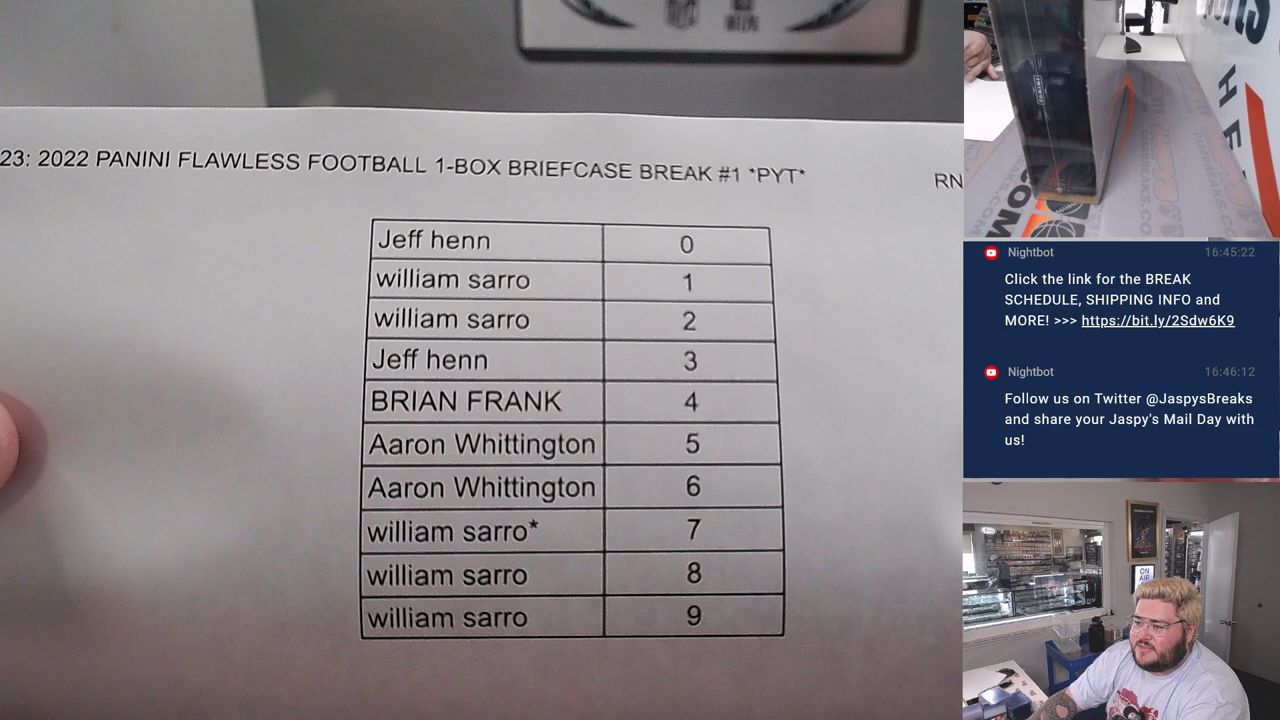 23: 2022 PANINI FLAWLESS FOOTBALL 1-BOX BRIEFCASE BREAK #1 *PYT*
RN
Jeff henn 0
william sarro 1
william sarro 2
Jeff henn 3
BRIAN FRANK 4
Aaron Whittington 5
Aaron Whittington 6
william sarro* 7
william sarro 8
william sarro 9
Nightbot 16:45:22
Click the link for the BREAK
SCHEDULE, SHIPPING INFO and
MORE! >>> https://bit.ly/2Sdw6K9
Nightbot 16:46:12
Follow us on Twitter @JaspysBreaks
and share your Jaspy's Mail Day with
us!
ON
AIR